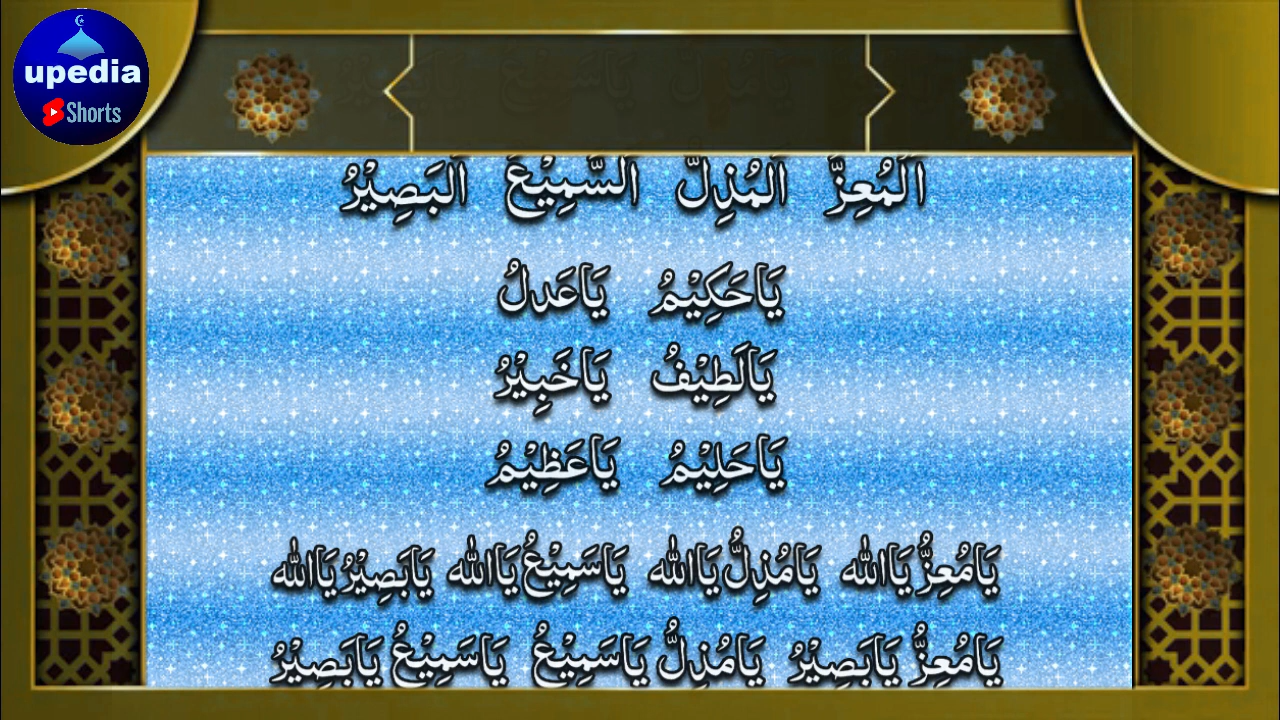 upedia
Shorts
اَلْمُعِزُّ اَلْمُذِلُّ اَلسَّمِيْعُ اَلْبَصِيْرُ
يَاحَكِيْمُ يَاعَدلُ
يَالَطِيْفُ يَاخَبِيْرُ
يَاحَلِيْمُ يَاعَظِيْمُ
يَامُعِزُّ يَااللّٰه يَامُذِلُّ يَااللّٰه يَاسَمِيْعُ يَااللّٰه يَابَصِيْرُ يَااللّٰه
يَامُعِزُّ يَابَصِيْرُ يَامُذِلُّ يَاسَمِيْعُ يَاسَمِيْعُ يَابَصِيْرُ